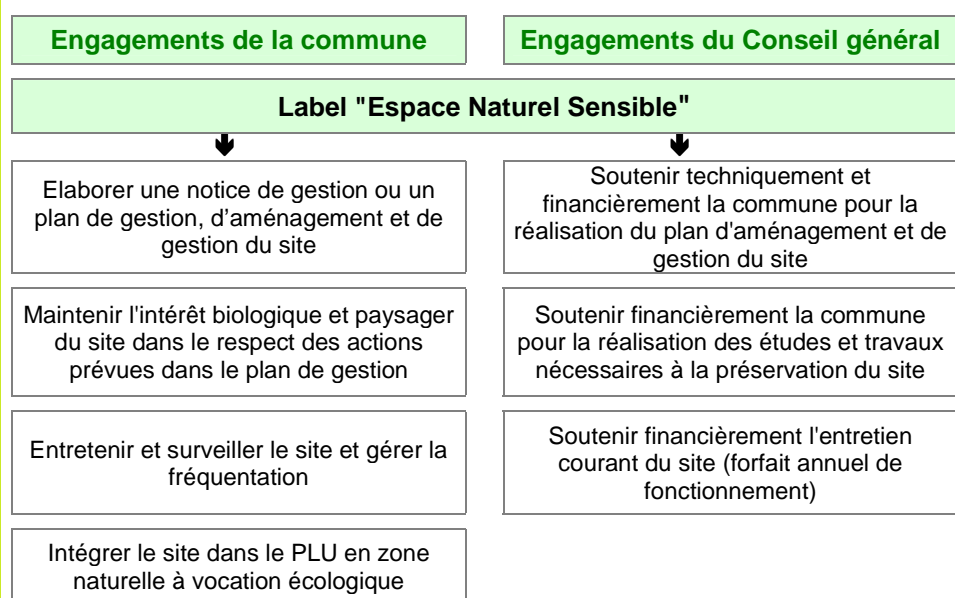 Engagements de la commune
Engagements du Conseil général
Label "Espace Naturel Sensible"
Elaborer une notice de gestion ou un
plan de gestion, d'aménagement et de
gestion du site
Soutenir techniquement et
financièrement la commune pour la
réalisation du plan d'aménagement et de
gestion du site
Maintenir l'intérêt biologique et paysager
du site dans le respect des actions
prévues dans le plan de gestion
Soutenir financièrement la commune
pour la réalisation des études et travaux
nécessaires à la préservation du site
Entretenir et surveiller le site et gérer la
fréquentation
Soutenir financièrement l'entretien
courant du site (forfait annuel de
fonctionnement)
Intégrer le site dans le PLU en zone
naturelle à vocation écologique